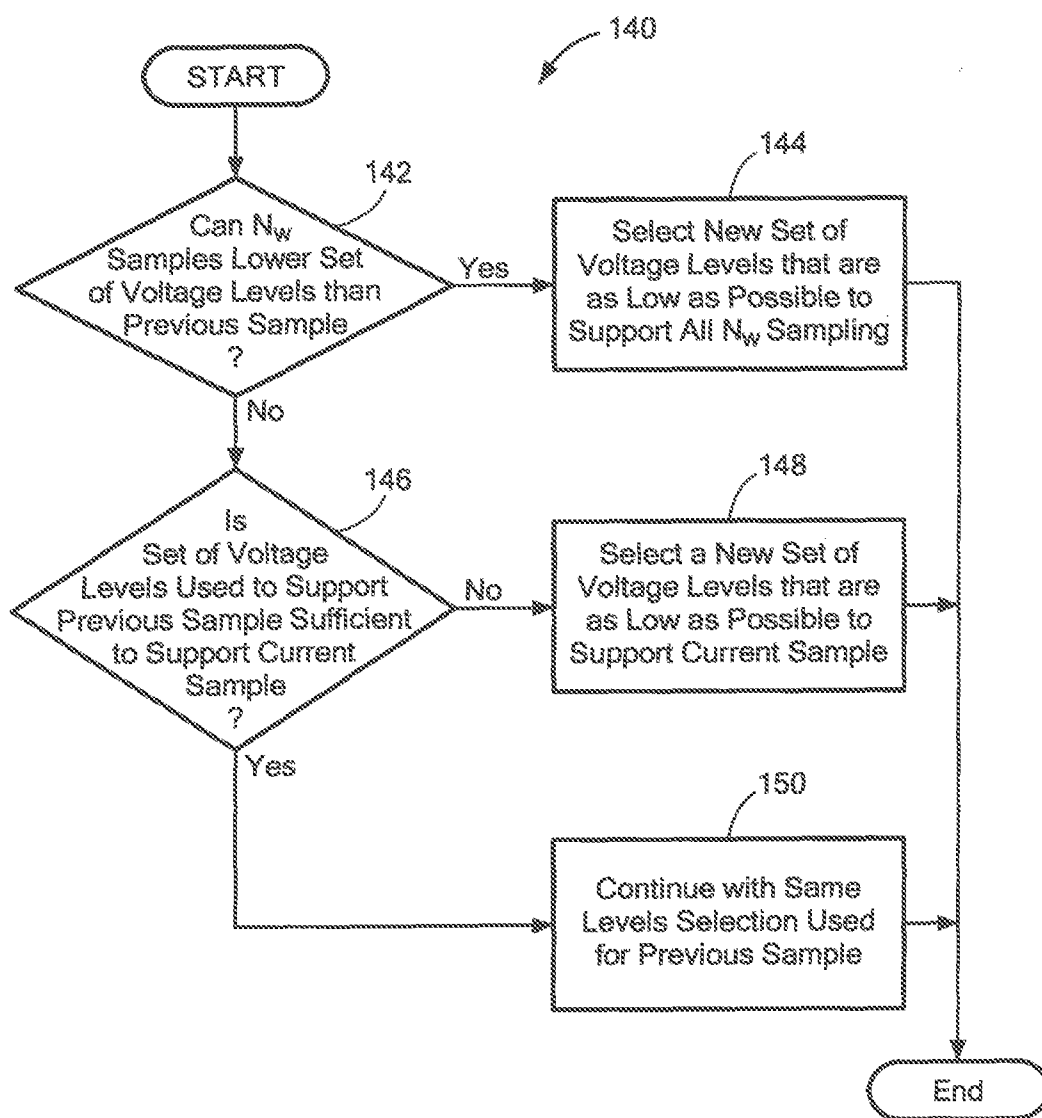 140
START
142
Can Nw
Samples Lower Set
of Voltage Levels than
Previous Sample
?
Yes
144
Select New Set of
Voltage Levels that are
as Low as Possible to
Support All Nw Sampling
No
146
Is
Set of Voltage
Levels Used to Support
Previous Sample Sufficient
to Support Current
Sample
?
No
148
Select a New Set of
Voltage Levels that are
as Low as Possible to
Support Current Sample
Yes
150
Continue with Same
Levels Selection Used
for Previous Sample
End